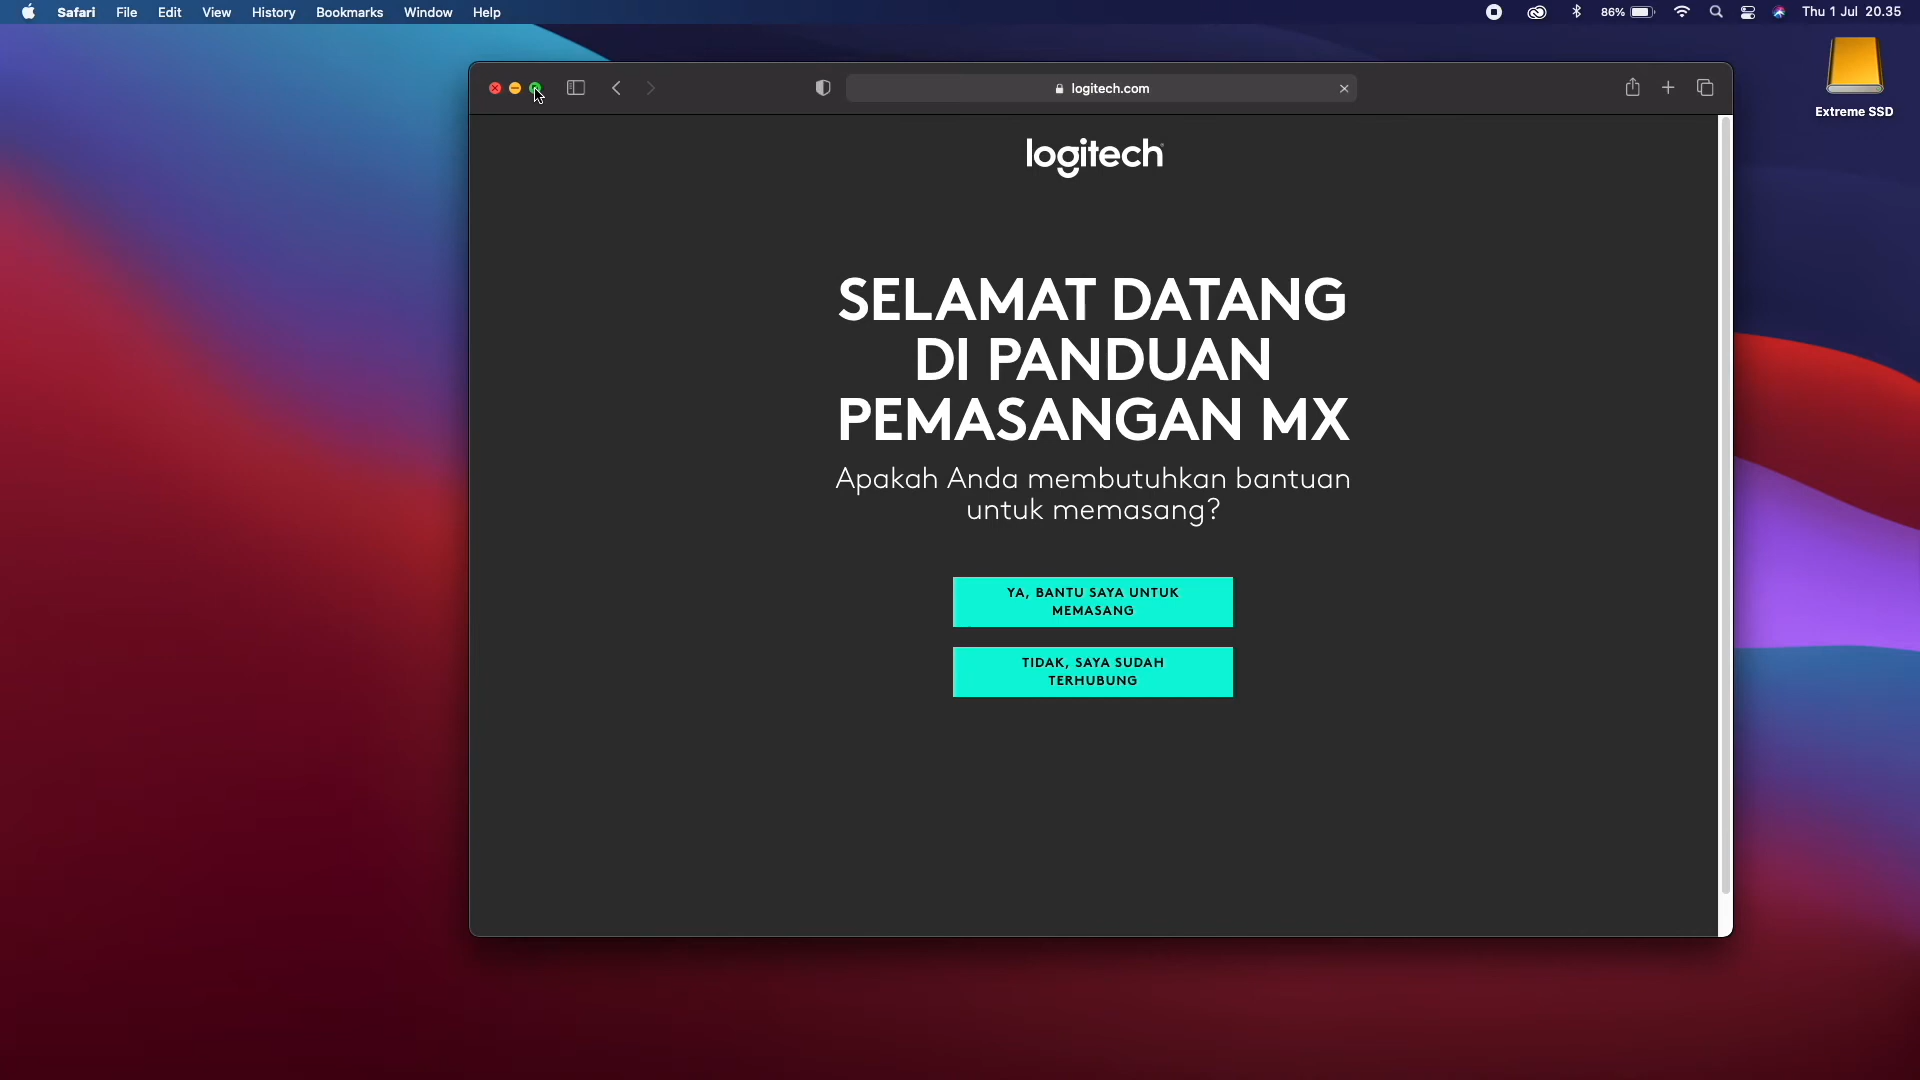 Safari File Edit View History Bookmarks Window Help 86% Thu 1 Jul 20.35
logitech.com
Extreme SSD
logitech
SELAMAT DATANG
DI PANDUAN
PEMASANGAN MX
Apakah Anda membutuhkan bantuan
untuk memasang?
YA, BANTU SAYA UNTUK
MEMASANG
TIDAK, SAYA SUDAH
TERHUBUNG